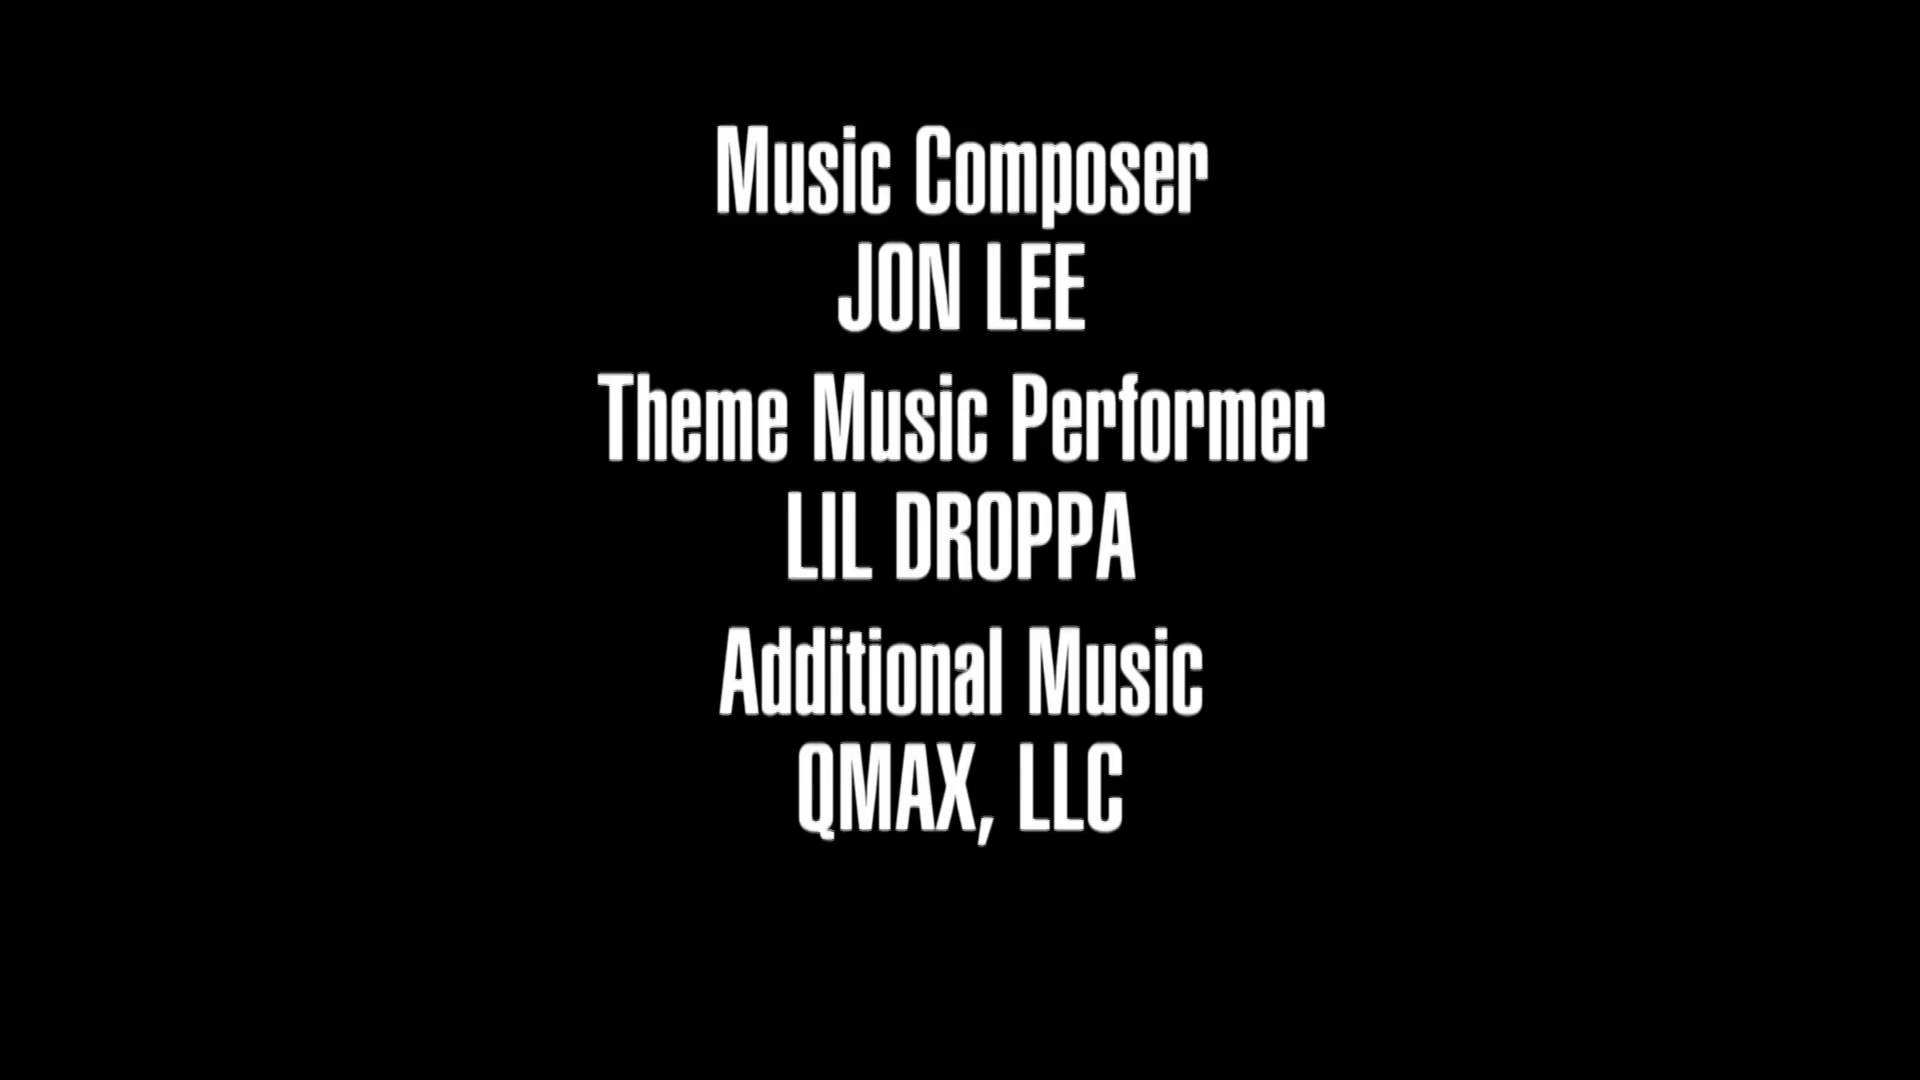 Music Composer
JON LEE
Theme Music Performer
LIL DROPPA
Additional Music
QMAX, LLC